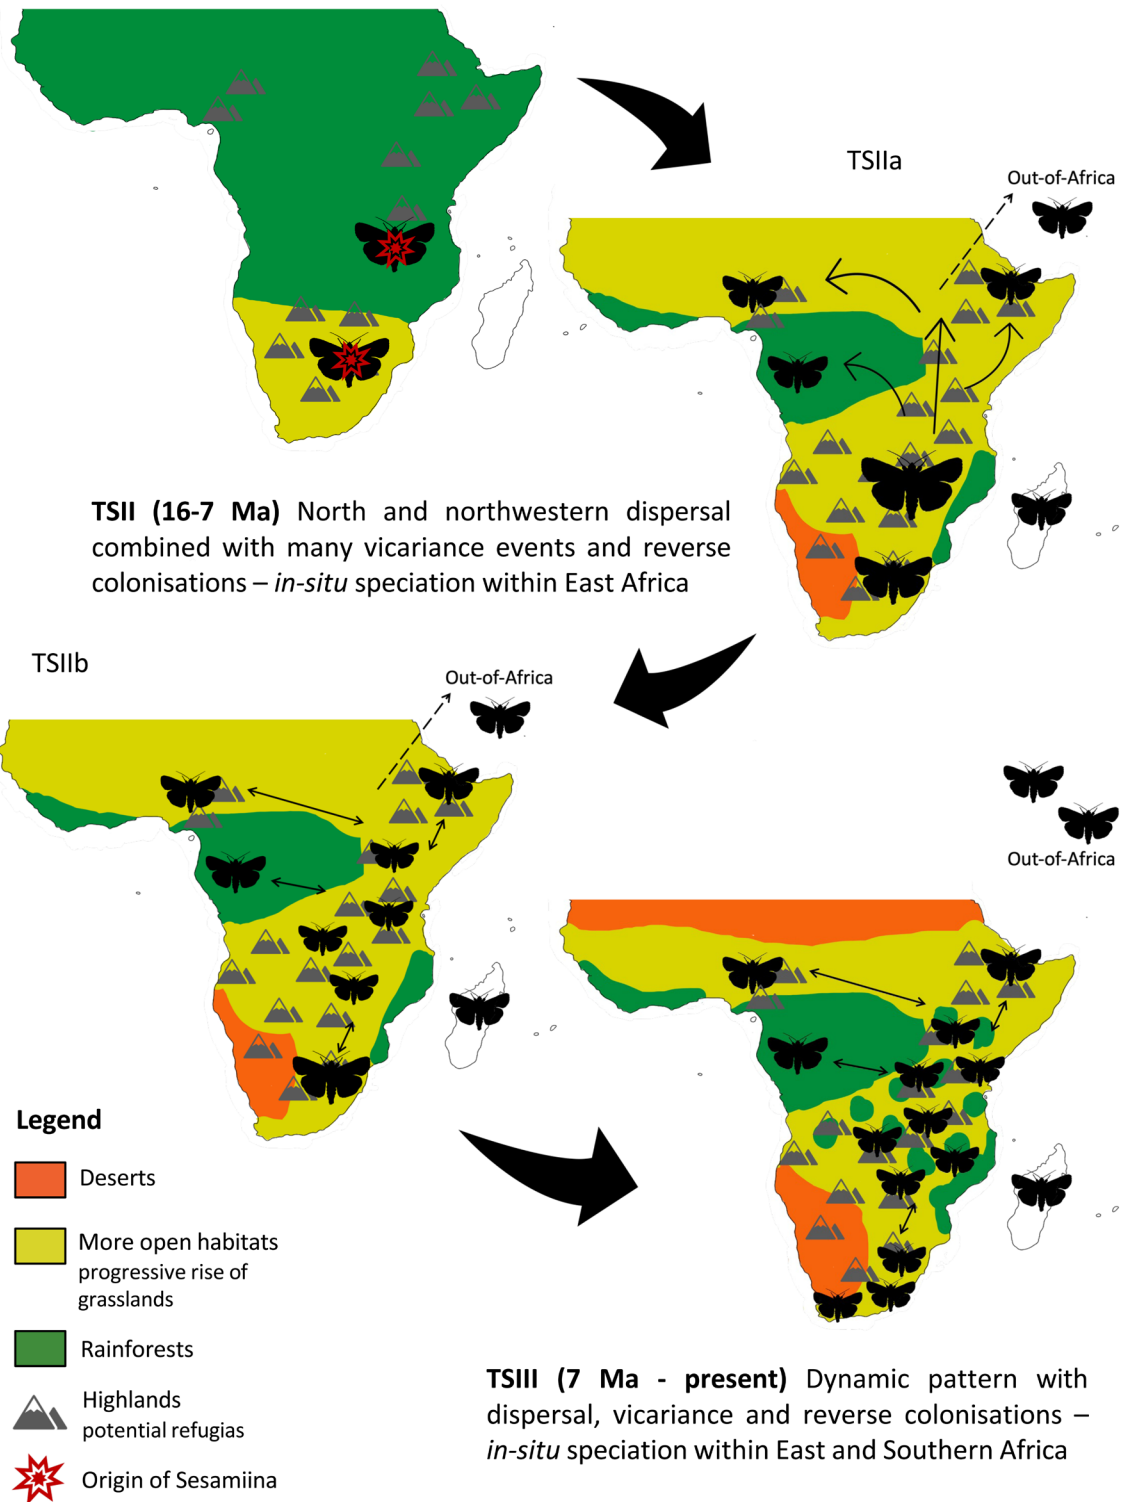 TSIIa
Out-of-Africa
TSII (16-7 Ma) North and northwestern dispersal
combined with many vicariance events and reverse
colonisations – in-situ speciation within East Africa
TSIIb
Out-of-Africa
Out-of-Africa
Legend
Deserts
More open habitats
progressive rise of
grasslands
Rainforests
Highlands
potential refugias
Origin of Sesamiina
TSIII (7 Ma - present) Dynamic pattern with
dispersal, vicariance and reverse colonisations –
in-situ speciation within East and Southern Africa